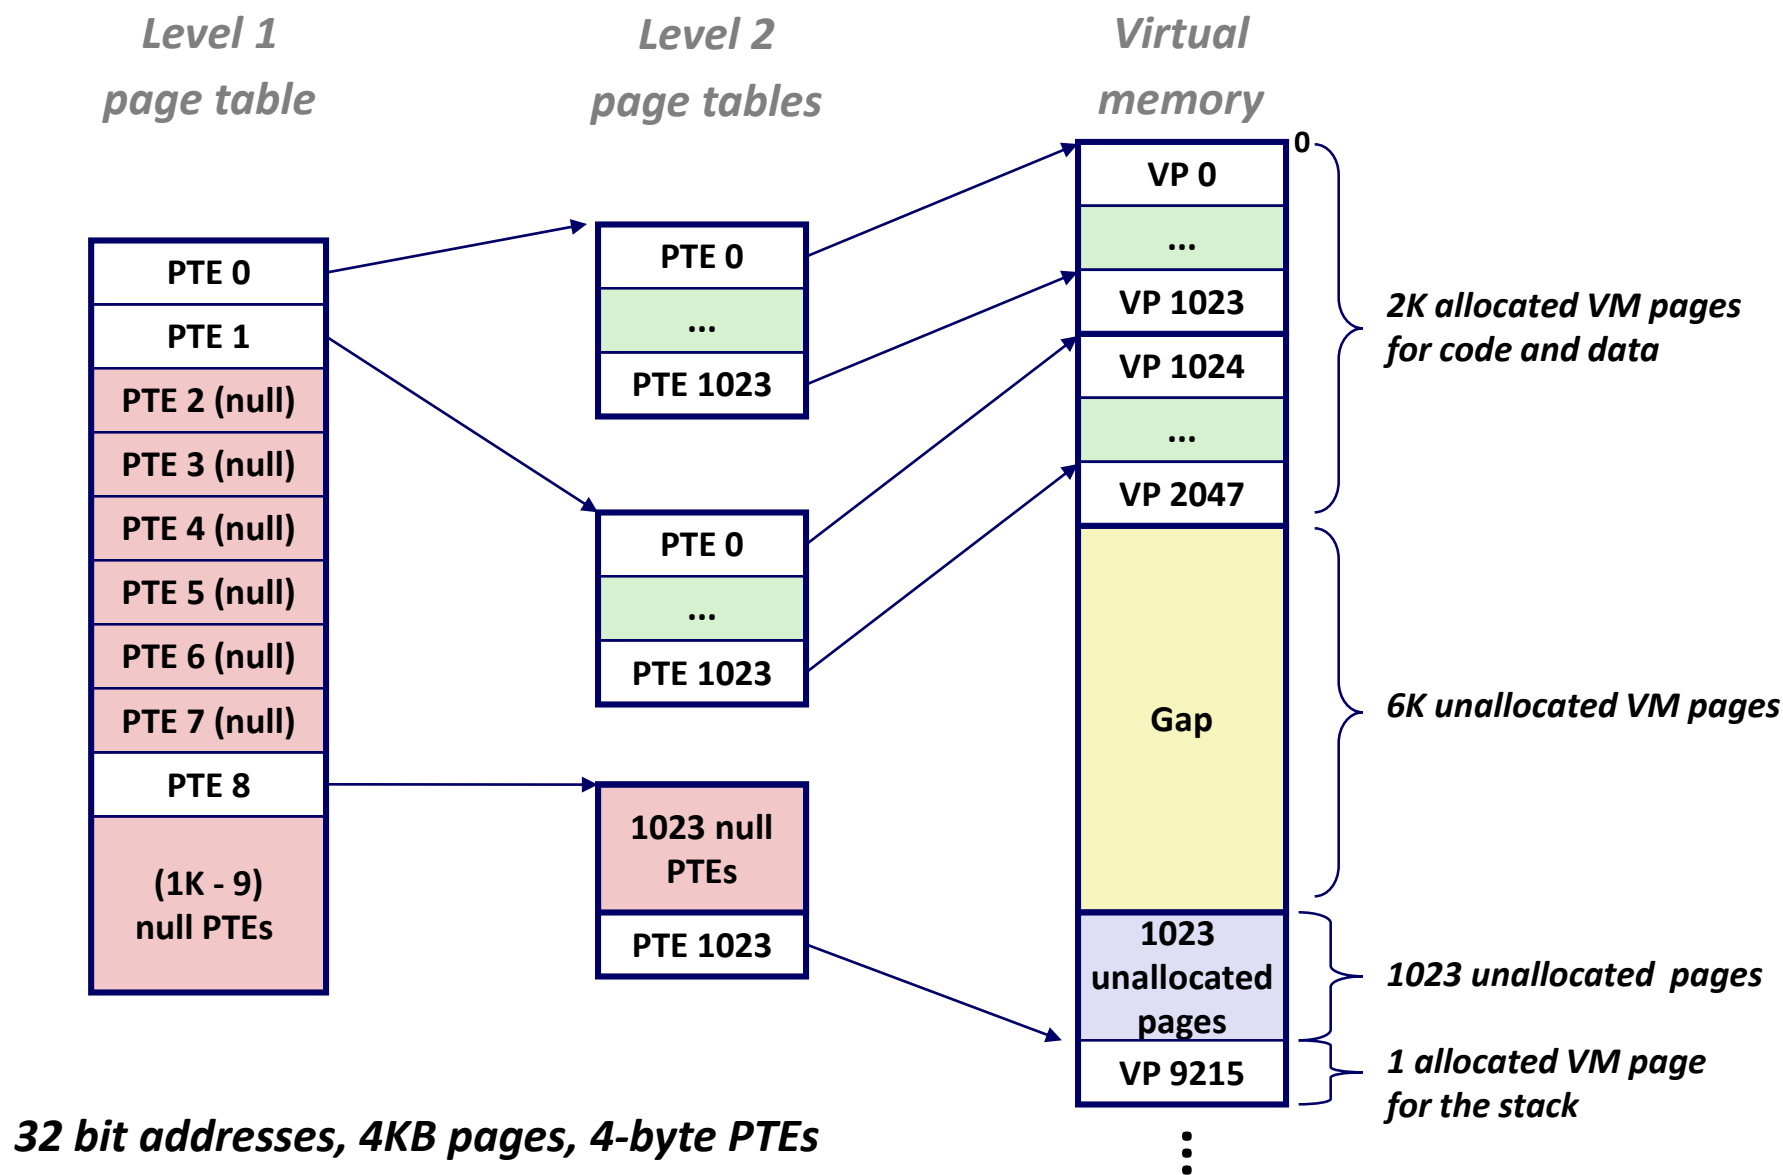 Level 1
page table
Level 2
page tables
Virtual
memory
PTE 0
PTE 1
PTE 2 (null)
PTE 3 (null)
PTE 4 (null)
PTE 5 (null)
PTE 6 (null)
PTE 7 (null)
PTE 8
(1K - 9)
null PTEs
PTE 0
...
PTE 1023
PTE 0
...
PTE 1023
1023 null
PTEs
PTE 1023
0
VP 0
...
VP 1023
VP 1024
...
VP 2047
Gap
1023
unallocated
pages
VP 9215
2K allocated VM pages
for code and data
6K unallocated VM pages
1023 unallocated  pages
1 allocated VM page
for the stack
32 bit addresses, 4KB pages, 4-byte PTEs